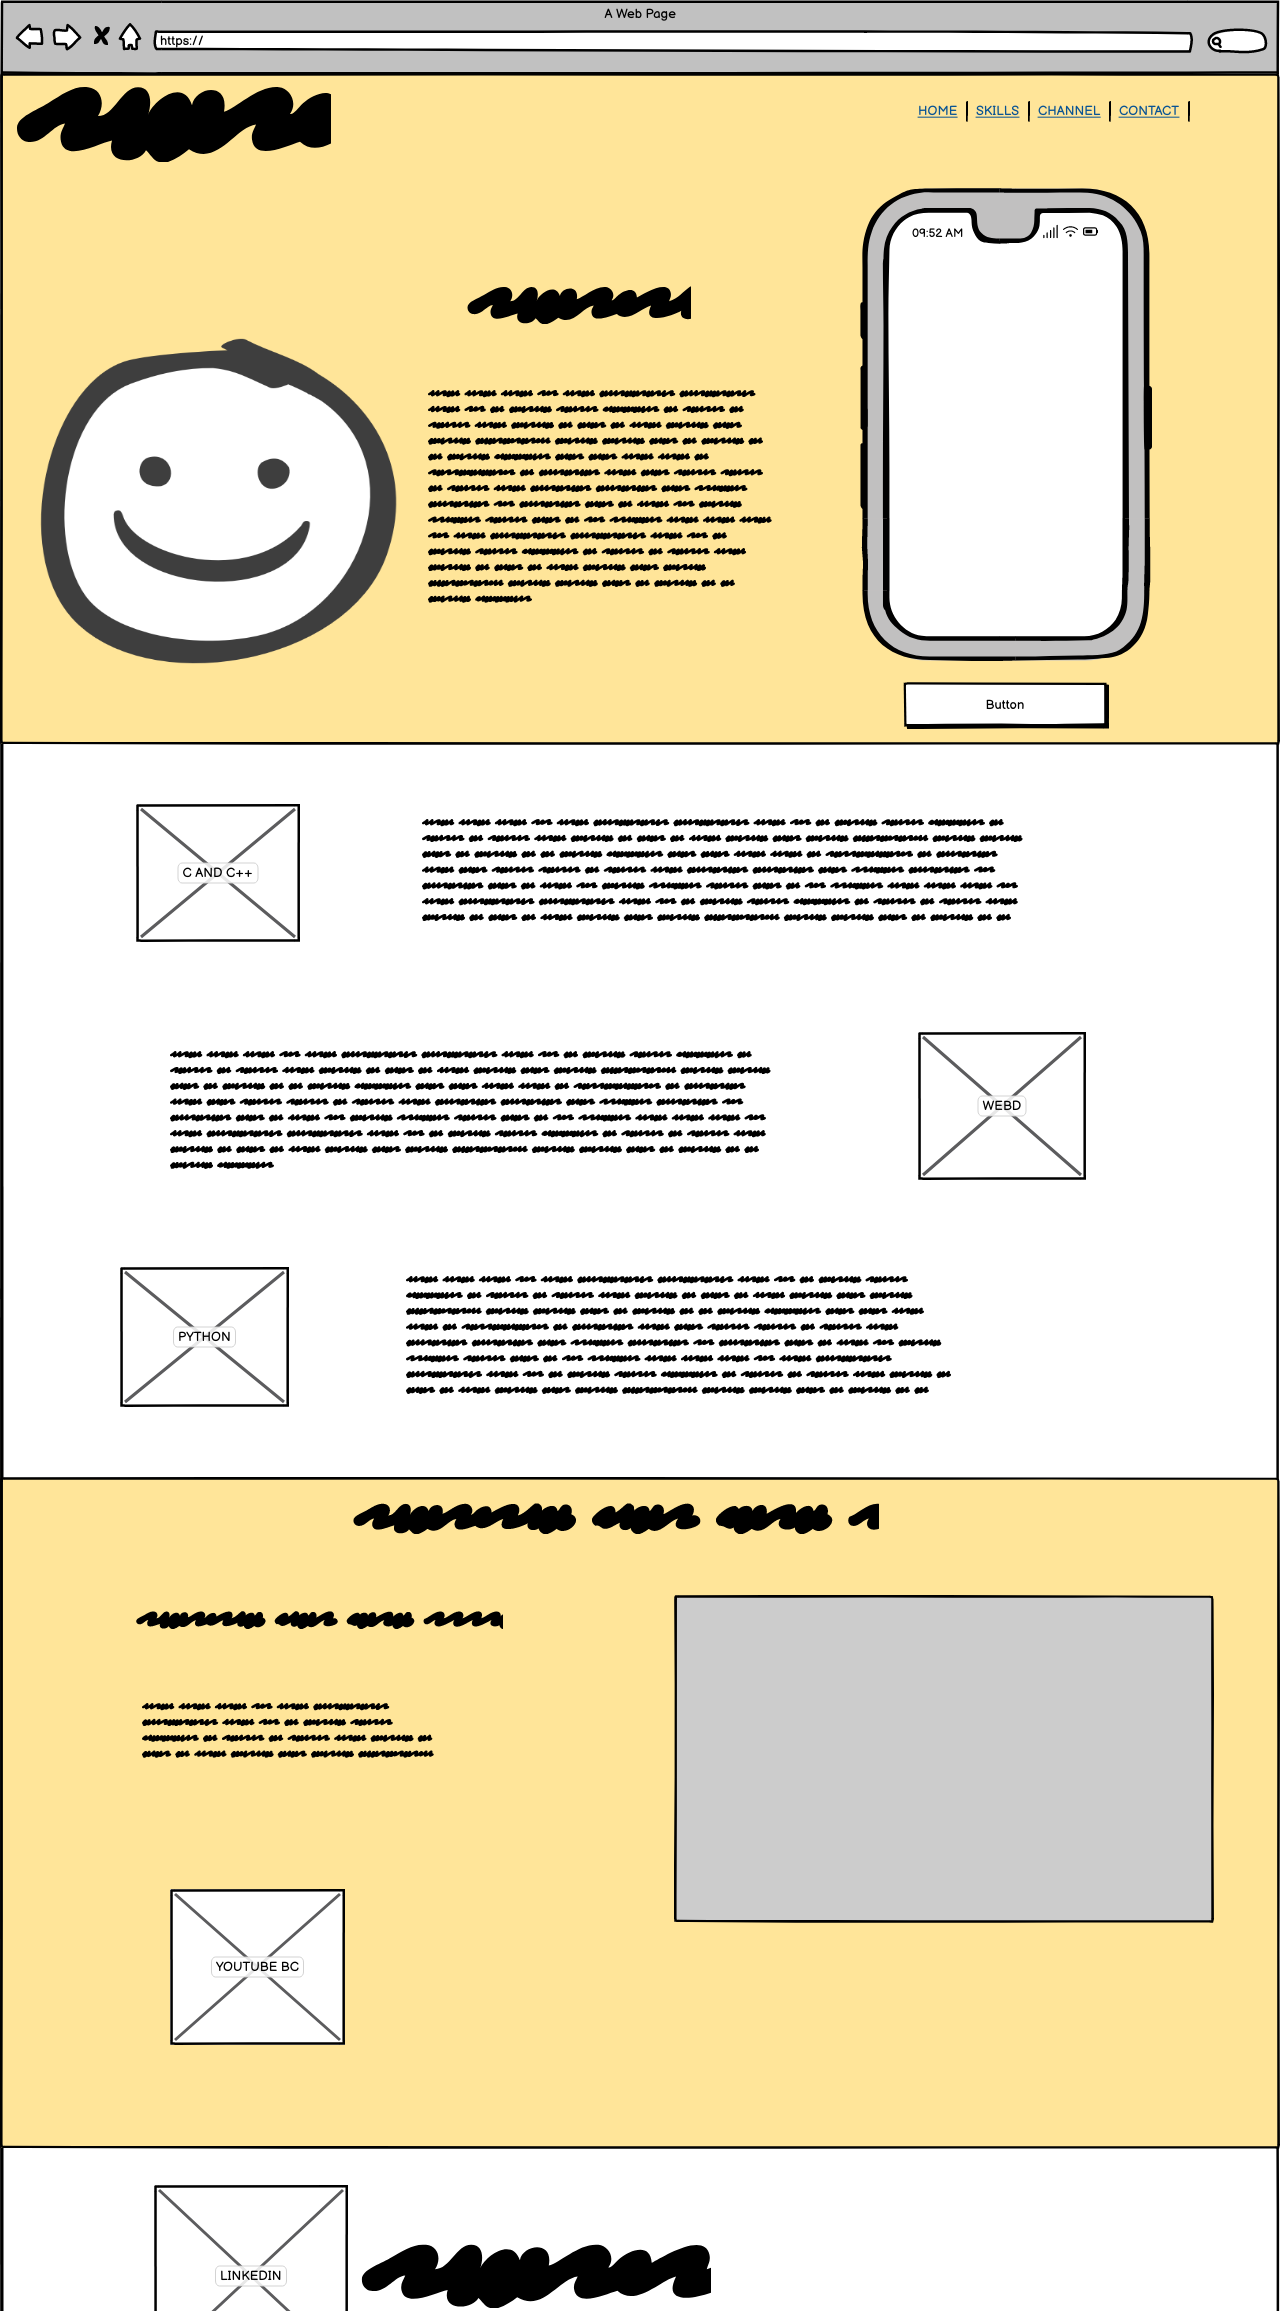 A Web Page
https://
HOME SKILLS CHANNEL CONTACT
09:52 AM
Button
C AND C++
WEBD
PYTHON
YOUTUBE BC
LINKEDIN